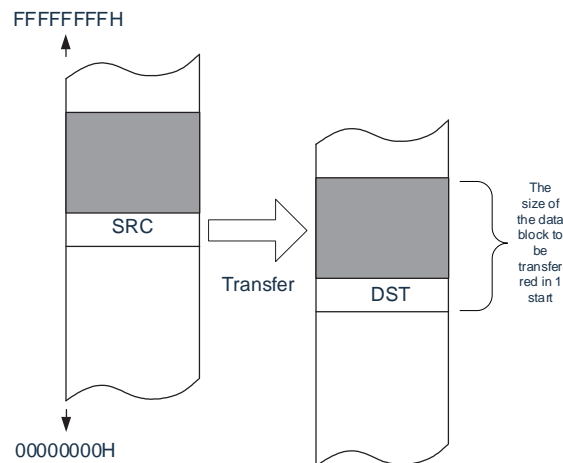 FFFFFFFFH
SRC
Transfer
DST
The
size of
the data
block to
be
transfer
red in 1
start
00000000H